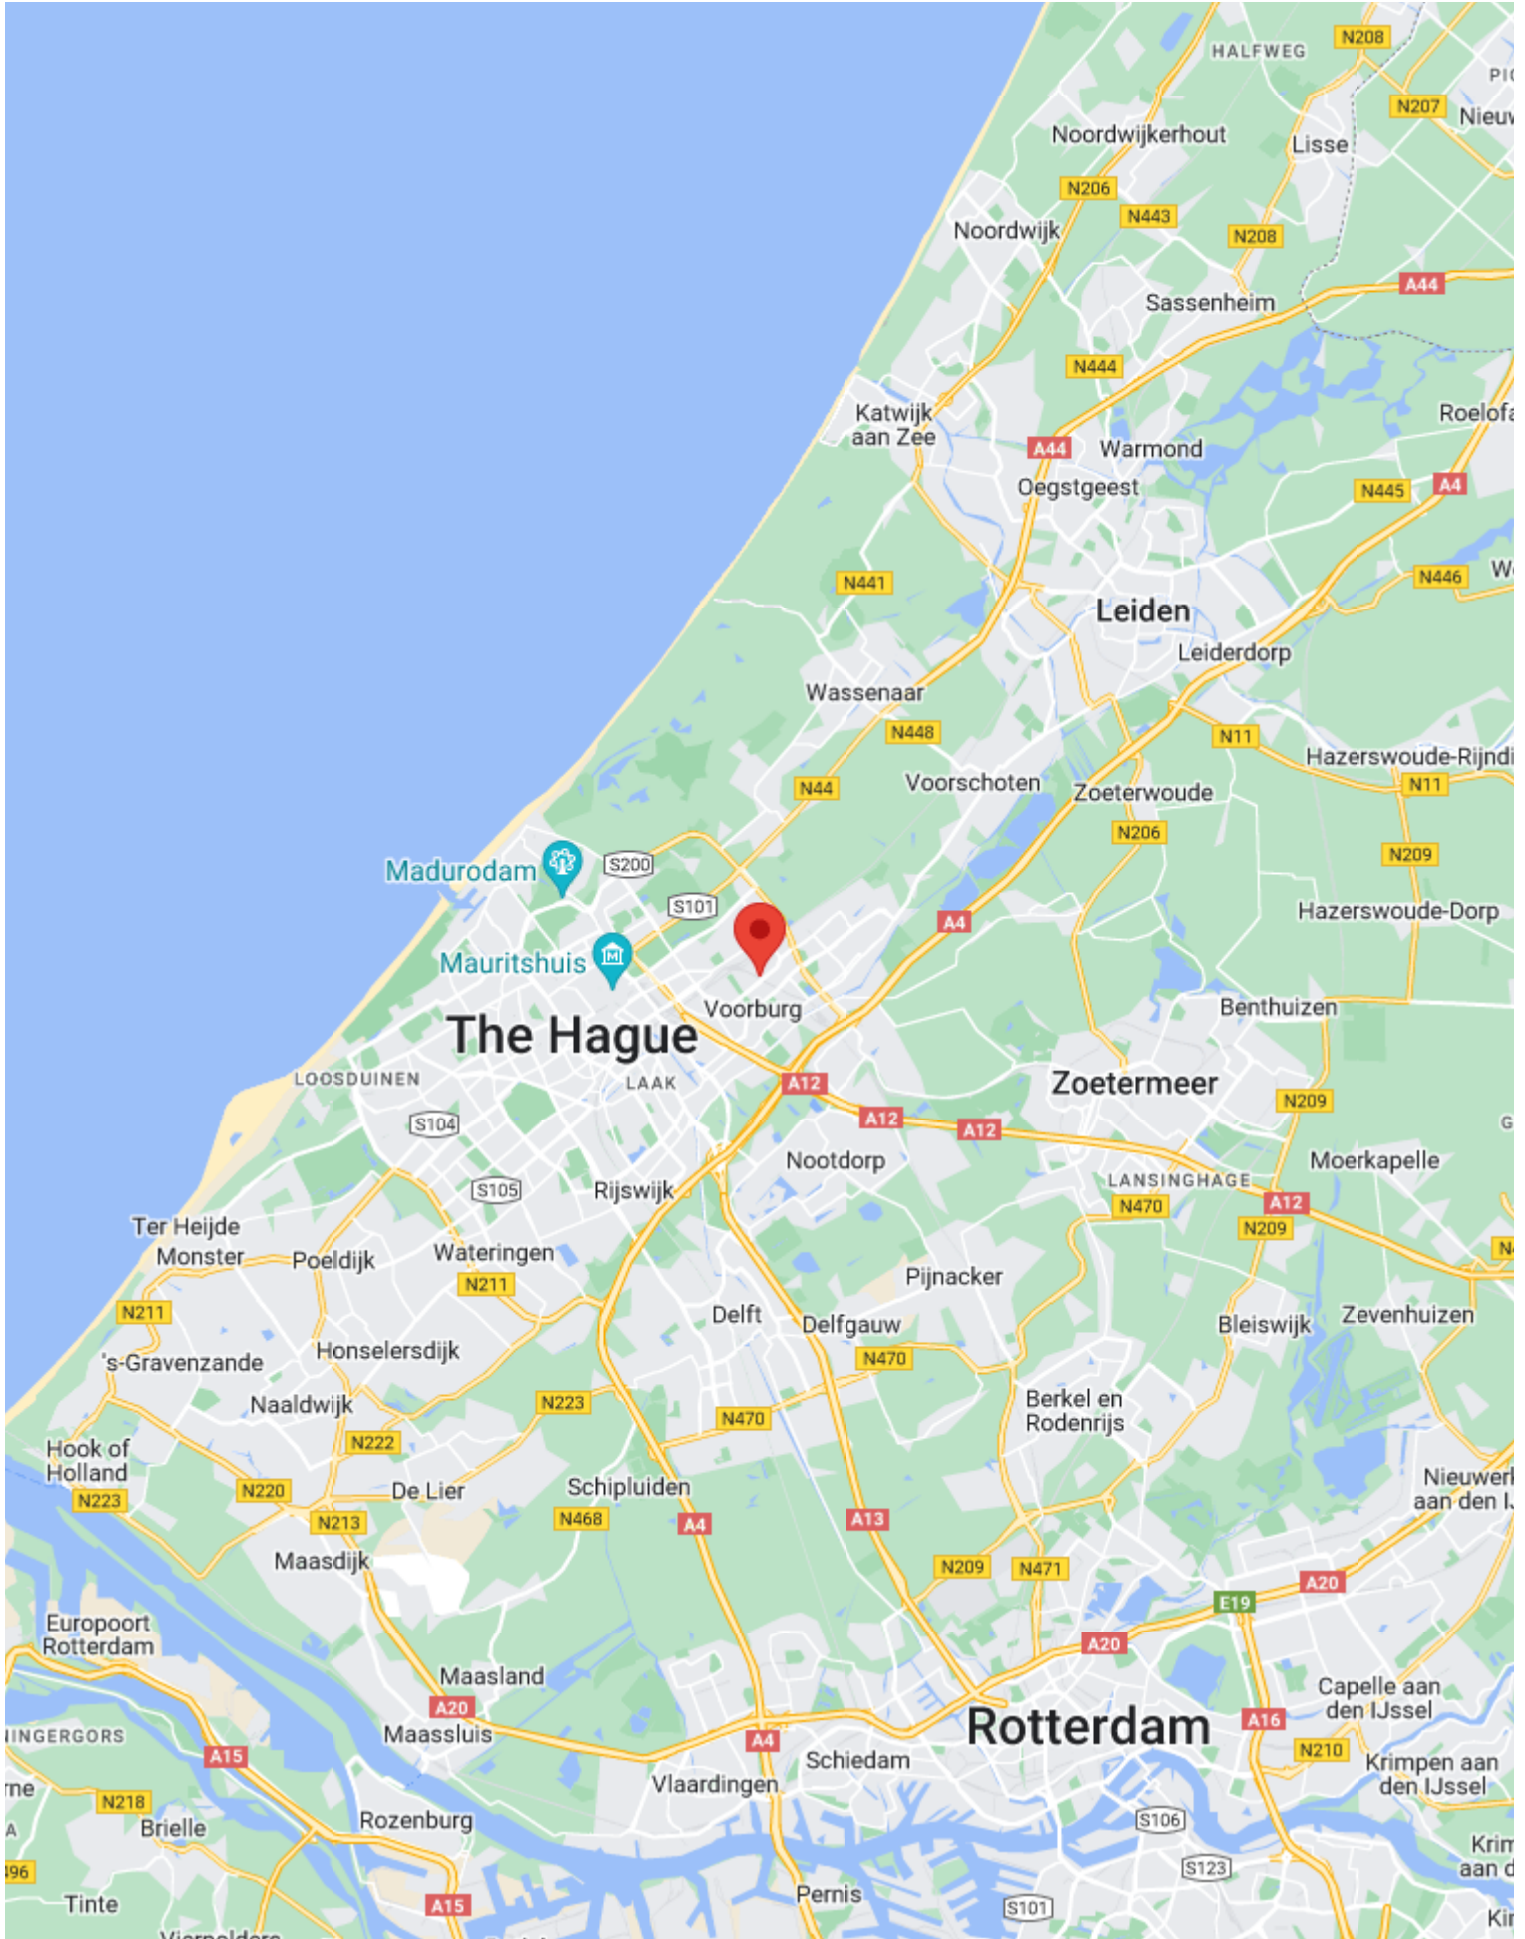 N208
HALFWEG
N207
Noordwijkerhout
Lisse
N206
N443
Noordwijk
N208
A44
Sassenheim
N444
Katwijk
aan Zee
A44
Warmond
Oegstgeest
N445
A4
N441
N446
Leiden
Leiderdorp
Wassenaar
N448
N11
Hazerswoude-Rijndi
N11
N44
Voorschoten
Zoeterwoude
N206
N209
Madurodam
S200
S101
A4
Hazerswoude-Dorp
Mauritshuis
Voorburg
Benthuizen
The Hague
LOOSDUINEN
LAAK
A12
Zoetermeer
N209
S104
A12
A12
Nootdorp
Moerkapelle
S105
Rijswijk
LANSINGHAGE
N470
A12
N209
Ter Heijde
Monster
Poeldijk
Wateringen
N211
Pijnacker
N211
Delft
Delfgauw
Bleiswijk
Zevenhuizen
's-Gravenzande
Honselersdijk
N470
Naaldwijk
N223
N470
Berkel en
Rodenrijs
Hook of
Holland
N222
N223
N220
De Lier
Schipluiden
Nieuwerk
aan den IJ
N213
N468
A4
A13
Maasdijk
N209
N471
A20
E19
Europoort
Rotterdam
A20
Maasland
A20
Capelle aan
den IJssel
NINGERGORS
Maassluis
A4
Rotterdam
A16
A15
Schiedam
N210
Krimpen aan
den IJssel
Vlaardingen
N218
Brielle
Rozenburg
S106
S123
Tinte
A15
Pernis
S101